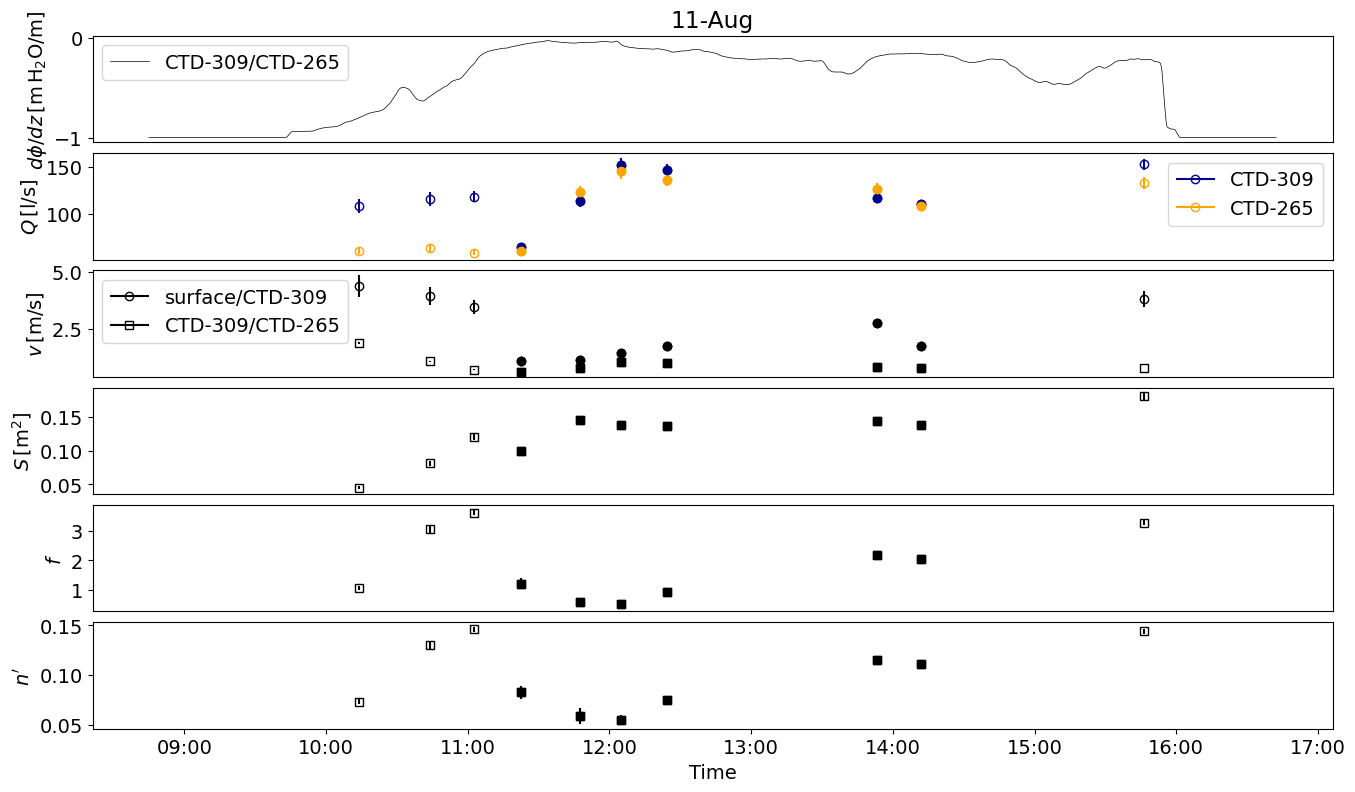 11-Aug
dϕ/dz [m H₂O/m]
0
−1
CTD-309/CTD-265
Q [l/s]
150
100
CTD-309
CTD-265
v [m/s]
5.0
2.5
surface/CTD-309
CTD-309/CTD-265
S [m²]
0.15
0.10
0.05
f
3
2
1
n′
0.15
0.10
0.05
09:00 10:00 11:00 12:00 13:00 14:00 15:00 16:00 17:00
Time